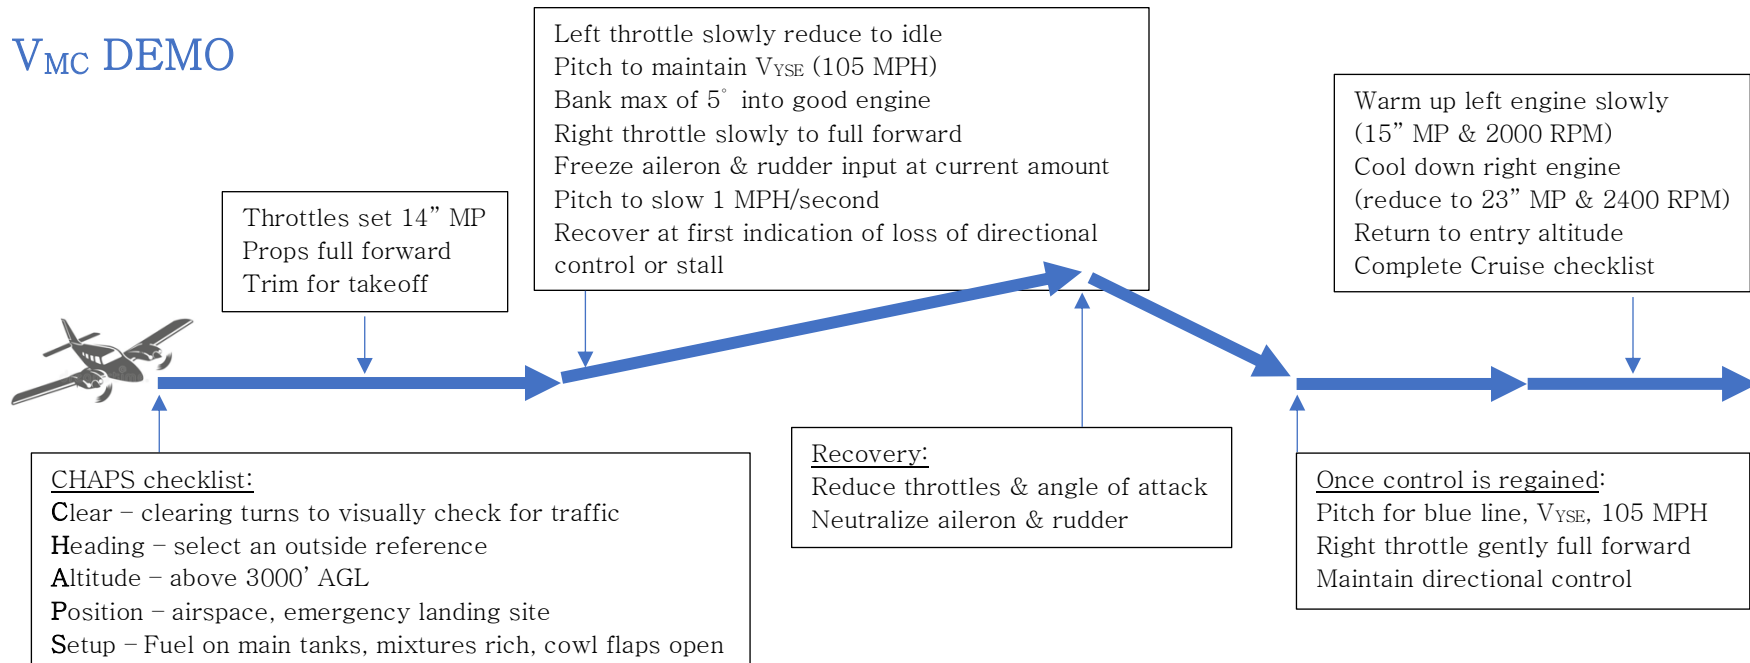 V_MC DEMO
CHAPS checklist:
Clear – clearing turns to visually check for traffic
Heading – select an outside reference
Altitude – above 3000’ AGL
Position – airspace, emergency landing site
Setup – Fuel on main tanks, mixtures rich, cowl flaps open
Throttles set 14” MP
Props full forward
Trim for takeoff
Left throttle slowly reduce to idle
Pitch to maintain V_YSE (105 MPH)
Bank max of 5° into good engine
Right throttle slowly to full forward
Freeze aileron & rudder input at current amount
Pitch to slow 1 MPH/second
Recover at first indication of loss of directional
control or stall
Recovery:
Reduce throttles & angle of attack
Neutralize aileron & rudder
Once control is regained:
Pitch for blue line, V_YSE, 105 MPH
Right throttle gently full forward
Maintain directional control
Warm up left engine slowly
(15” MP & 2000 RPM)
Cool down right engine
(reduce to 23” MP & 2400 RPM)
Return to entry altitude
Complete Cruise checklist